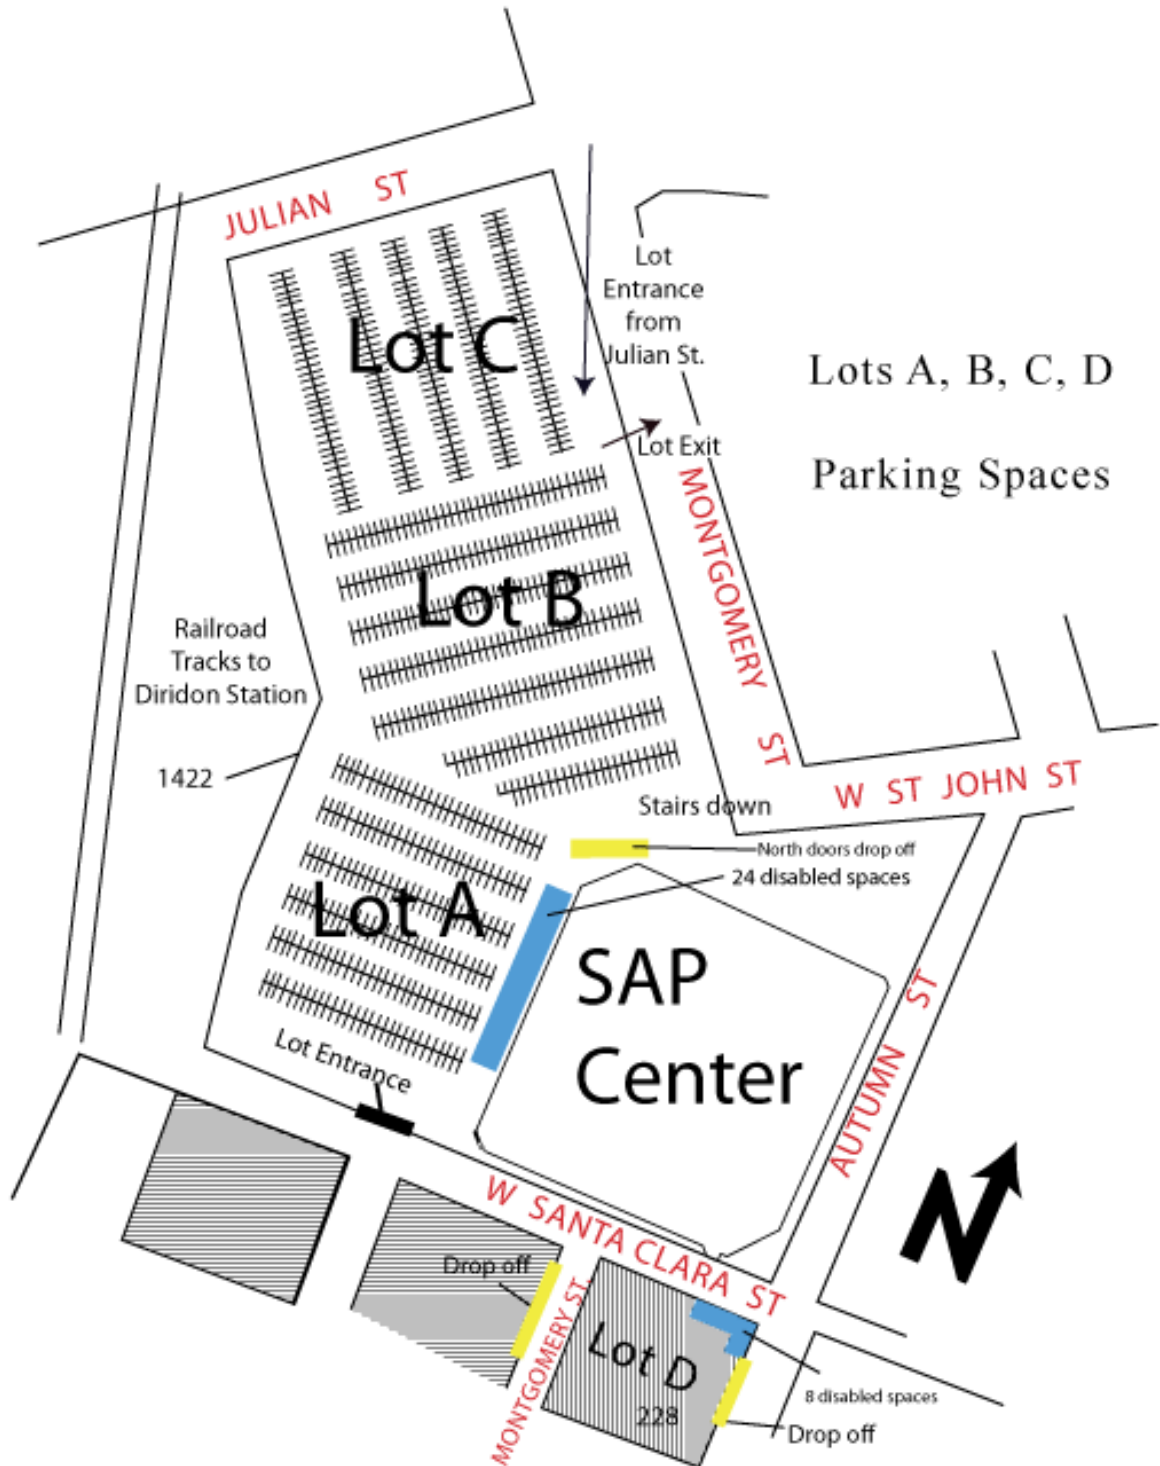 JULIAN ST
Lot
Entrance
from
Julian St.
Lot C
Lots A, B, C, D
Lot Exit
Parking Spaces
MONTGOMERY ST
Lot B
Railroad
Tracks to
Diridon Station
1422
W ST JOHN ST
Stairs down
North doors drop off
24 disabled spaces
Lot A
SAP
Center
AUTUMN ST
Lot Entrance
N
W SANTA CLARA ST
Drop off
MONTGOMERY ST.
Lot D
228
8 disabled spaces
Drop off